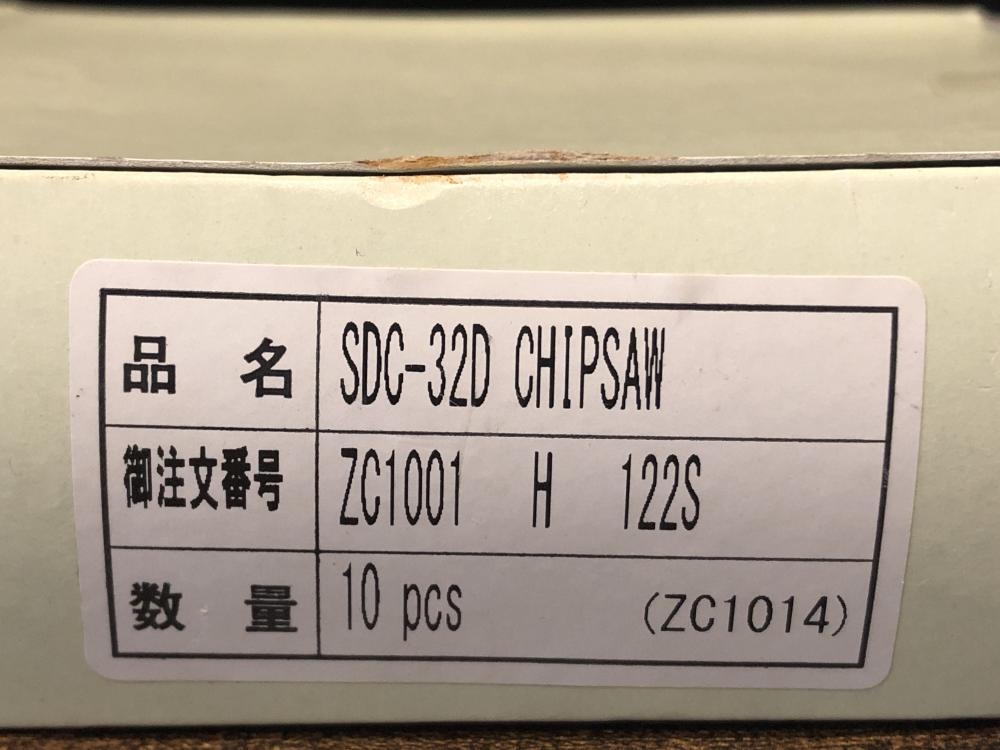 品 名 SDC-32D CHIPSAW
御注文番号 ZC1001 H 122S
数 量 10 pcs (ZC1014)